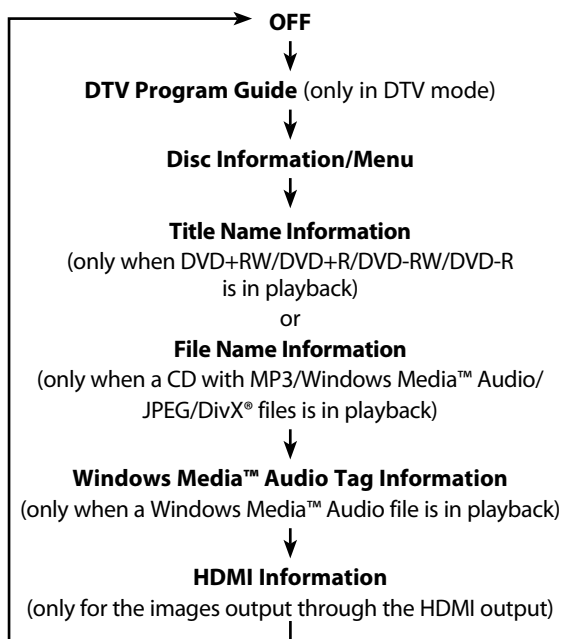 OFF
DTV Program Guide (only in DTV mode)
Disc Information/Menu
Title Name Information
(only when DVD+RW/DVD+R/DVD-RW/DVD-R
is in playback)
or
File Name Information
(only when a CD with MP3/Windows Media™ Audio/
JPEG/DivX® files is in playback)
Windows Media™ Audio Tag Information
(only when a Windows Media™ Audio file is in playback)
HDMI Information
(only for the images output through the HDMI output)